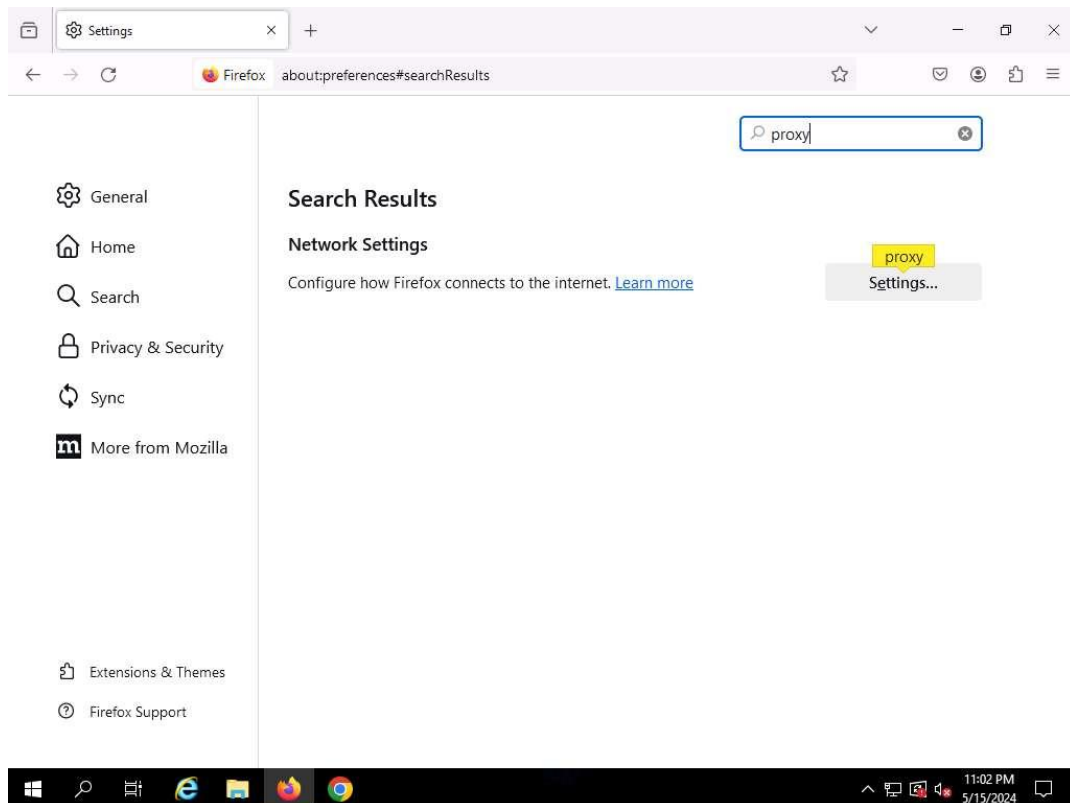 Settings
Firefox about:preferences#searchResults
proxy
General
Home
Search
Privacy & Security
Sync
m More from Mozilla
Extensions & Themes
Firefox Support
Search Results
Network Settings
proxy
Configure how Firefox connects to the internet. Learn more
Settings...
11:02 PM
5/15/2024